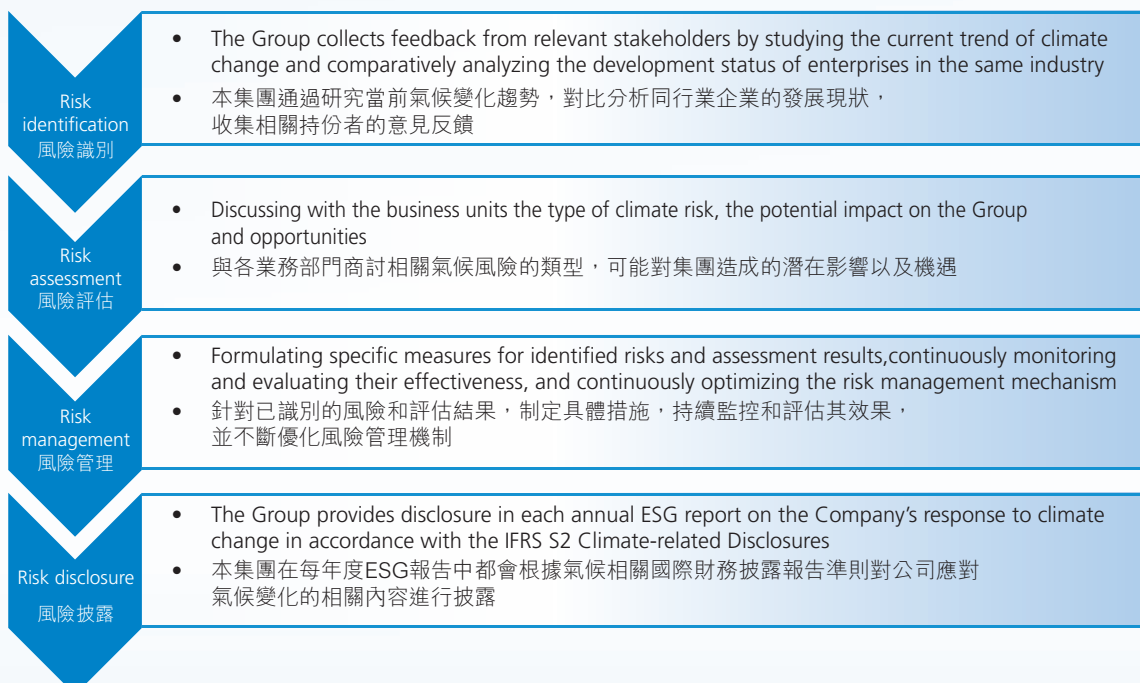 Risk
identification
風險識別
• The Group collects feedback from relevant stakeholders by studying the current trend of climate
change and comparatively analyzing the development status of enterprises in the same industry
• 本集團通過研究當前氣候變化趨勢，對比分析同行業企業的發展現狀，
收集相關持份者的意見反饋
Risk
assessment
風險評估
• Discussing with the business units the type of climate risk, the potential impact on the Group
and opportunities
• 與各業務部門商討相關氣候風險的類型，可能對集團造成的潛在影響以及機遇
Risk
management
風險管理
• Formulating specific measures for identified risks and assessment results,continuously monitoring
and evaluating their effectiveness, and continuously optimizing the risk management mechanism
• 針對已識別的風險和評估結果，制定具體措施，持續監控和評估其效果，
並不斷優化風險管理機制
Risk disclosure
風險披露
• The Group provides disclosure in each annual ESG report on the Company’s response to climate
change in accordance with the IFRS S2 Climate-related Disclosures
• 本集團在每年度ESG報告中都會根據氣候相關國際財務披露報告準則對公司應對
氣候變化的相關內容進行披露